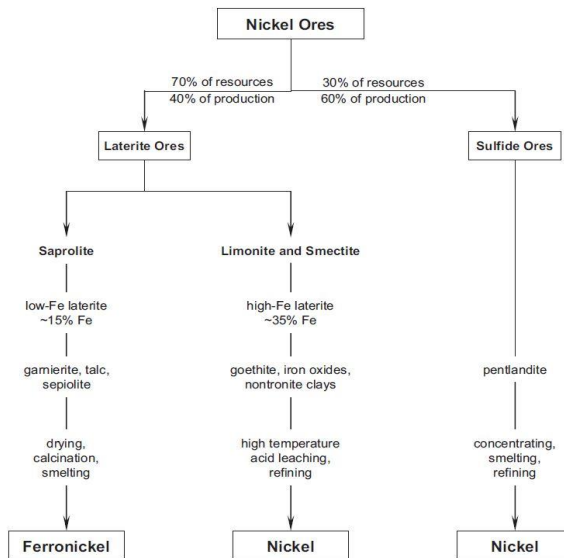 Nickel Ores
70% of resources
40% of production
30% of resources
60% of production
Laterite Ores
Sulfide Ores
Saprolite
Limonite and Smectite
low-Fe laterite
~15% Fe
high-Fe laterite
~35% Fe
garnierite, talc,
sepiolite
goethite, iron oxides,
nontronite clays
pentlandite
drying,
calcination,
smelting
high temperature
acid leaching,
refining
concentrating,
smelting,
refining
Ferronickel
Nickel
Nickel